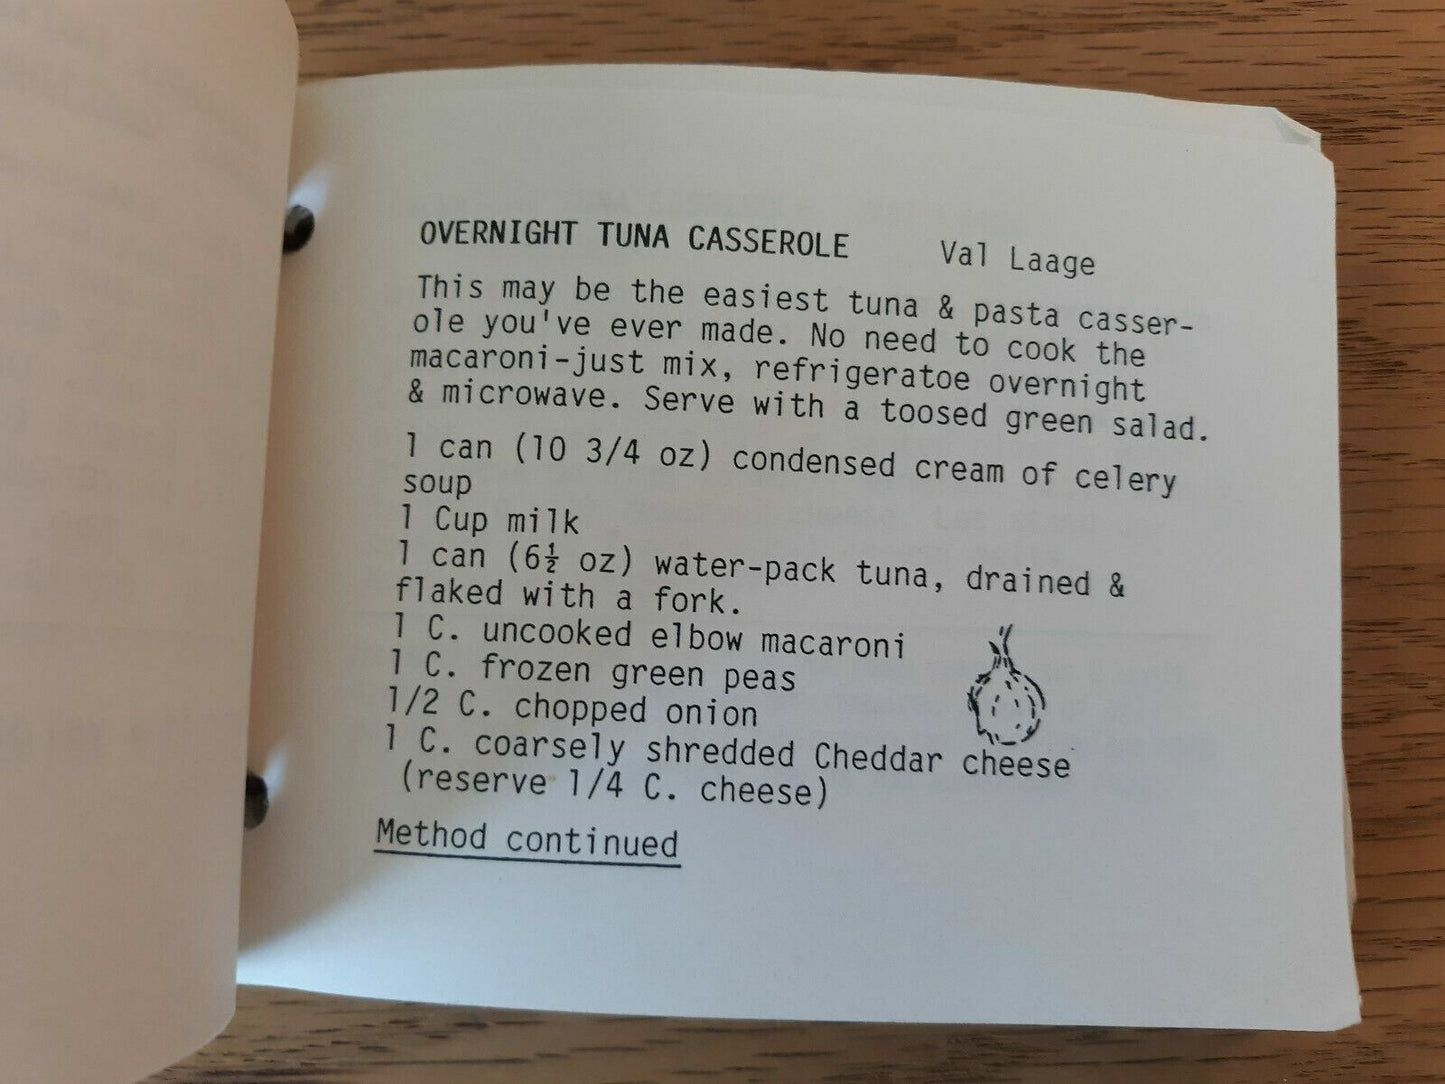 OVERNIGHT TUNA CASSEROLE Val Laage
This may be the easiest tuna & pasta casser-
ole you've ever made. No need to cook the
macaroni-just mix, refrigeratoe overnight
& microwave. Serve with a toosed green salad.
1 can (10 3/4 oz) condensed cream of celery
soup
1 Cup milk
1 can (6½ oz) water-pack tuna, drained &
flaked with a fork.
1 C. uncooked elbow macaroni
1 C. frozen green peas
1/2 C. chopped onion
1 C. coarsely shredded Cheddar cheese
(reserve 1/4 C. cheese)
Method continued